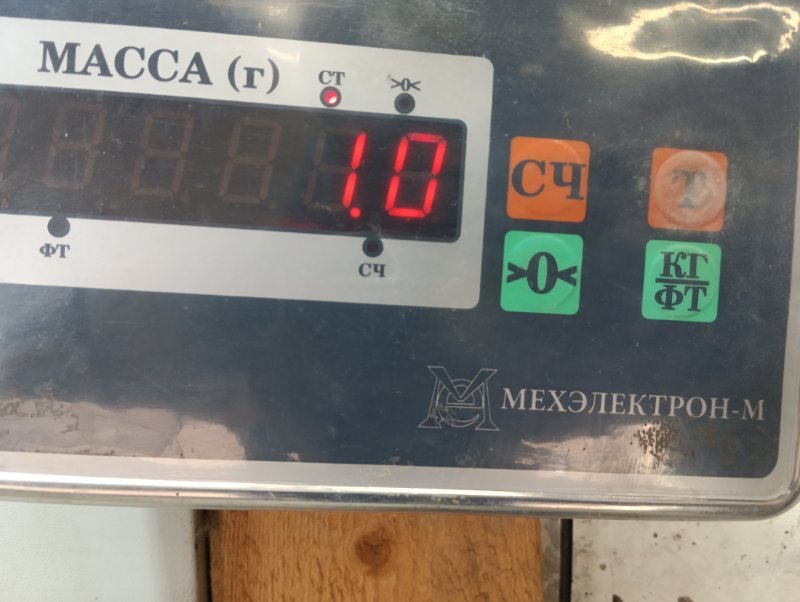 МАССА (г)
СТ
>0<
1.0
ФТ
СЧ
СЧ
Т
>0<
КГ
ФТ
МЕХЭЛЕКТРОН-М